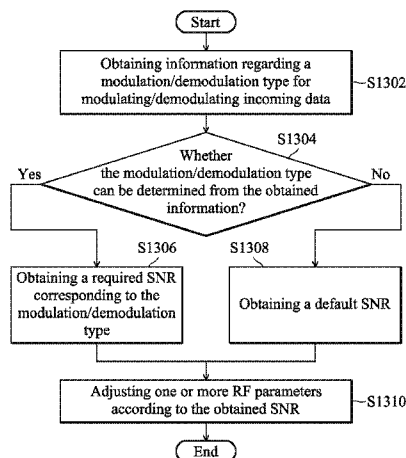 Start
Obtaining information regarding a
modulation/demodulation type for
modulating/demodulating incoming data
S1302
S1304
Whether
the modulation/demodulation type
can be determined from the obtained
information?
Yes
No
S1306
Obtaining a required SNR
corresponding to the
modulation/demodulation
type
S1308
Obtaining a default SNR
Adjusting one or more RF parameters
according to the obtained SNR
S1310
End